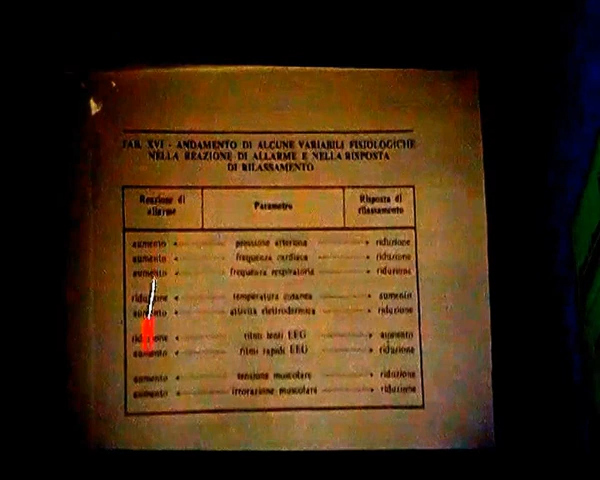 TAB. XVI - ANDAMENTO DI ALCUNE VARIABILI FISIOLOGICHE
NELLA REAZIONE DI ALLARME E NELLA RISPOSTA
DI RILASSAMENTO
Reazione di allarme Parametro Risposta di rilassamento
aumento pressione arteriosa riduzione
aumento frequenza cardiaca riduzione
aumento frequenza respiratoria riduzione
riduzione temperatura cutanea aumento
aumento attività elettrodermica riduzione
riduzione ritmi lenti EEG aumento
aumento ritmi rapidi EEG riduzione
aumento tensione muscolare riduzione
aumento irrorazione muscolare riduzione